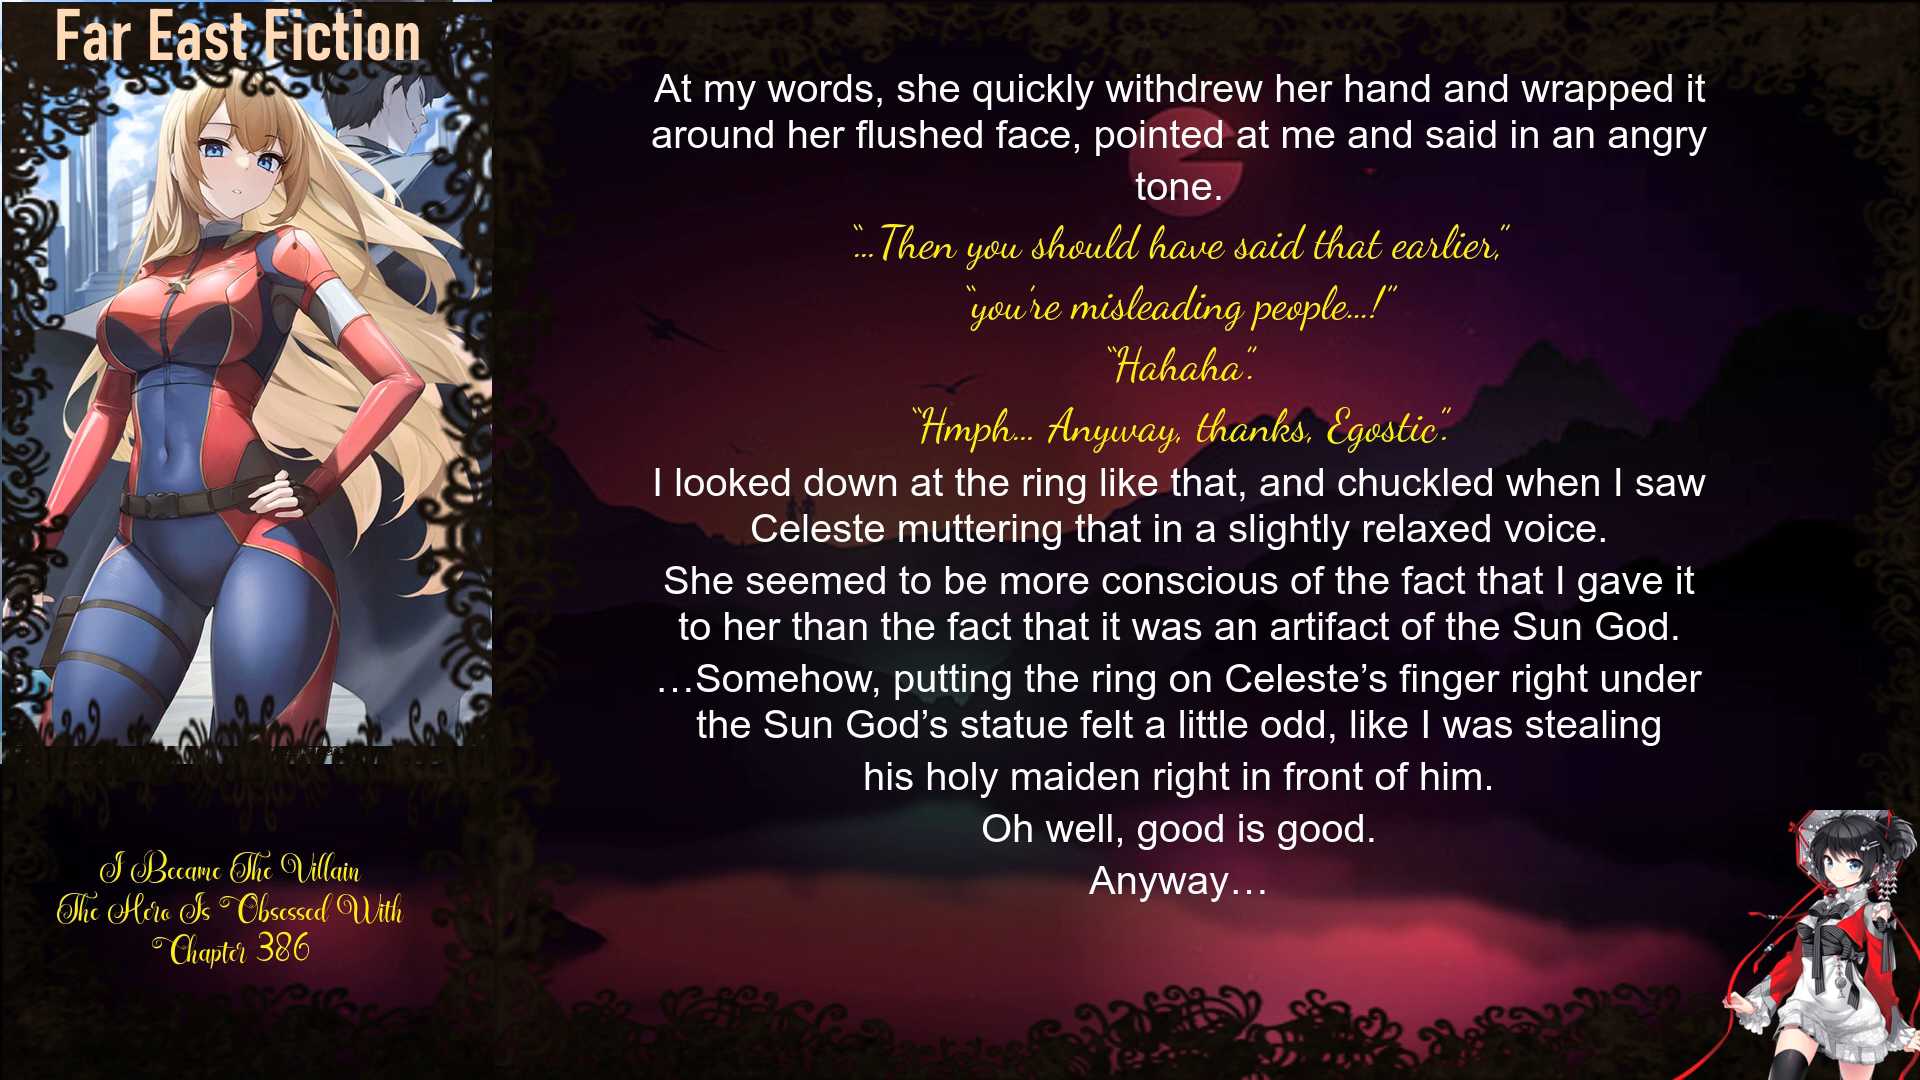 Far East Fiction
At my words, she quickly withdrew her hand and wrapped it
around her flushed face, pointed at me and said in an angry
tone.
“…Then you should have said that earlier,”
“you’re misleading people…!”
“Hahaha”.
“Hmph… Anyway, thanks, Egostic”.
I looked down at the ring like that, and chuckled when I saw
Celeste muttering that in a slightly relaxed voice.
She seemed to be more conscious of the fact that I gave it
to her than the fact that it was an artifact of the Sun God.
…Somehow, putting the ring on Celeste’s finger right under
the Sun God’s statue felt a little odd, like I was stealing
his holy maiden right in front of him.
Oh well, good is good.
Anyway…
I Became The Villain
The Hero Is Obsessed With
Chapter 386